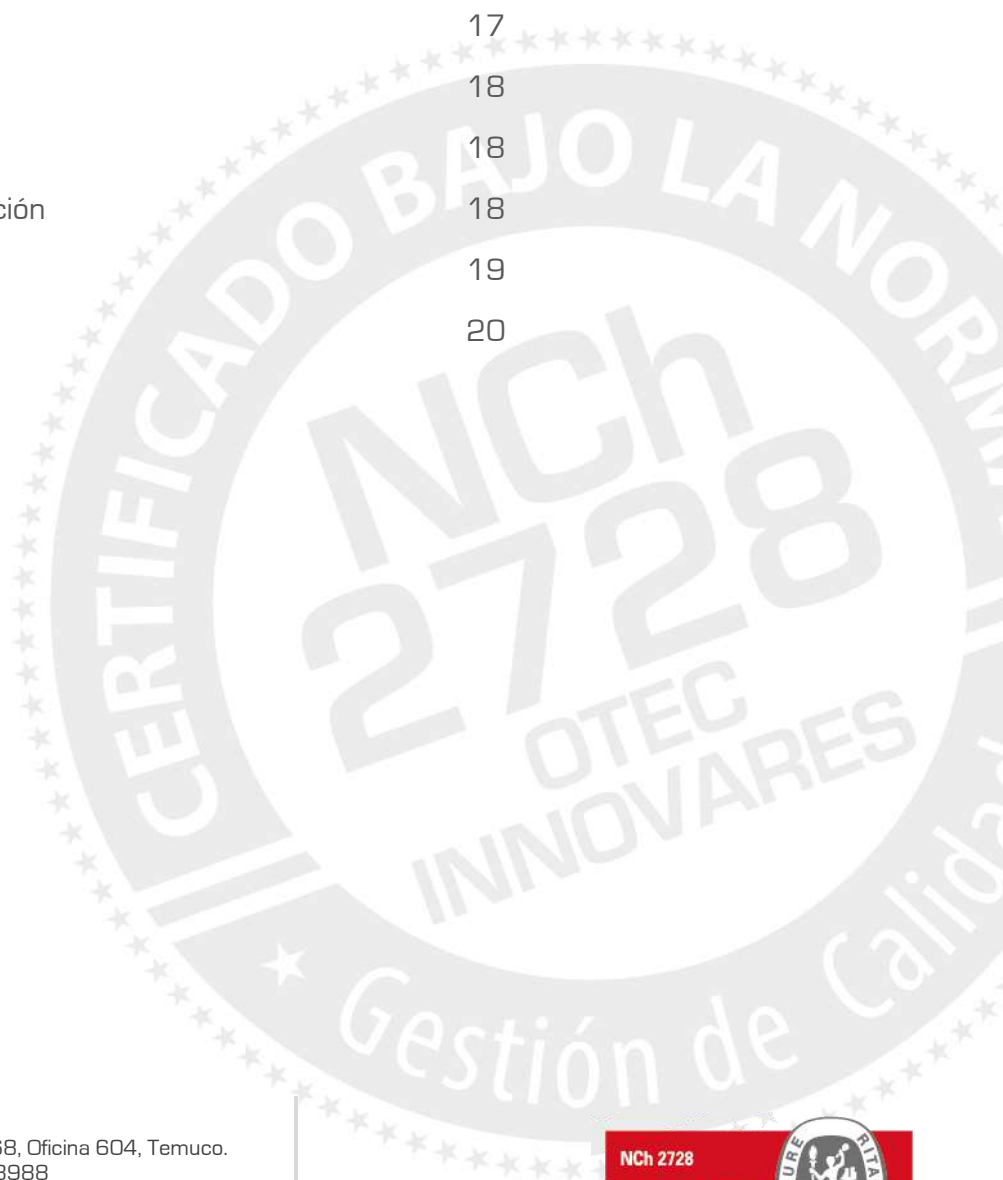 17
18
18
ción 18
19
20
CERTIFICADO BAJO LA NORMA
NCh
2728
OTEC
INNOVARES
Gestión de Calidad
68, Oficina 604, Temuco.
3988
NCh 2728